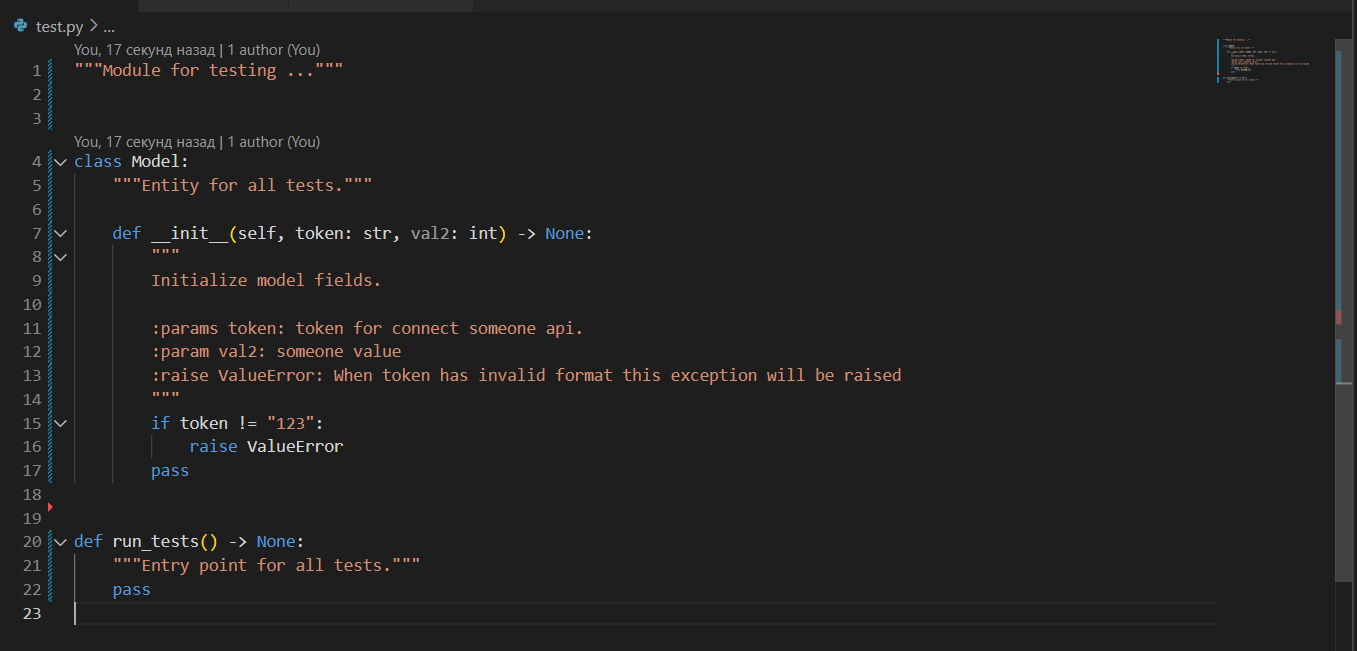 test.py > ...
You, 17 секунд назад | 1 author (You)
1 """Module for testing ..."""
2
3
You, 17 секунд назад | 1 author (You)
4 class Model:
5     """Entity for all tests."""
6
7     def __init__(self, token: str, val2: int) -> None:
8         """
9         Initialize model fields.
10
11         :params token: token for connect someone api.
12         :param val2: someone value
13         :raise ValueError: When token has invalid format this exception will be raised
14         """
15         if token != "123":
16             raise ValueError
17         pass
18
19
20 def run_tests() -> None:
21     """Entry point for all tests."""
22     pass
23